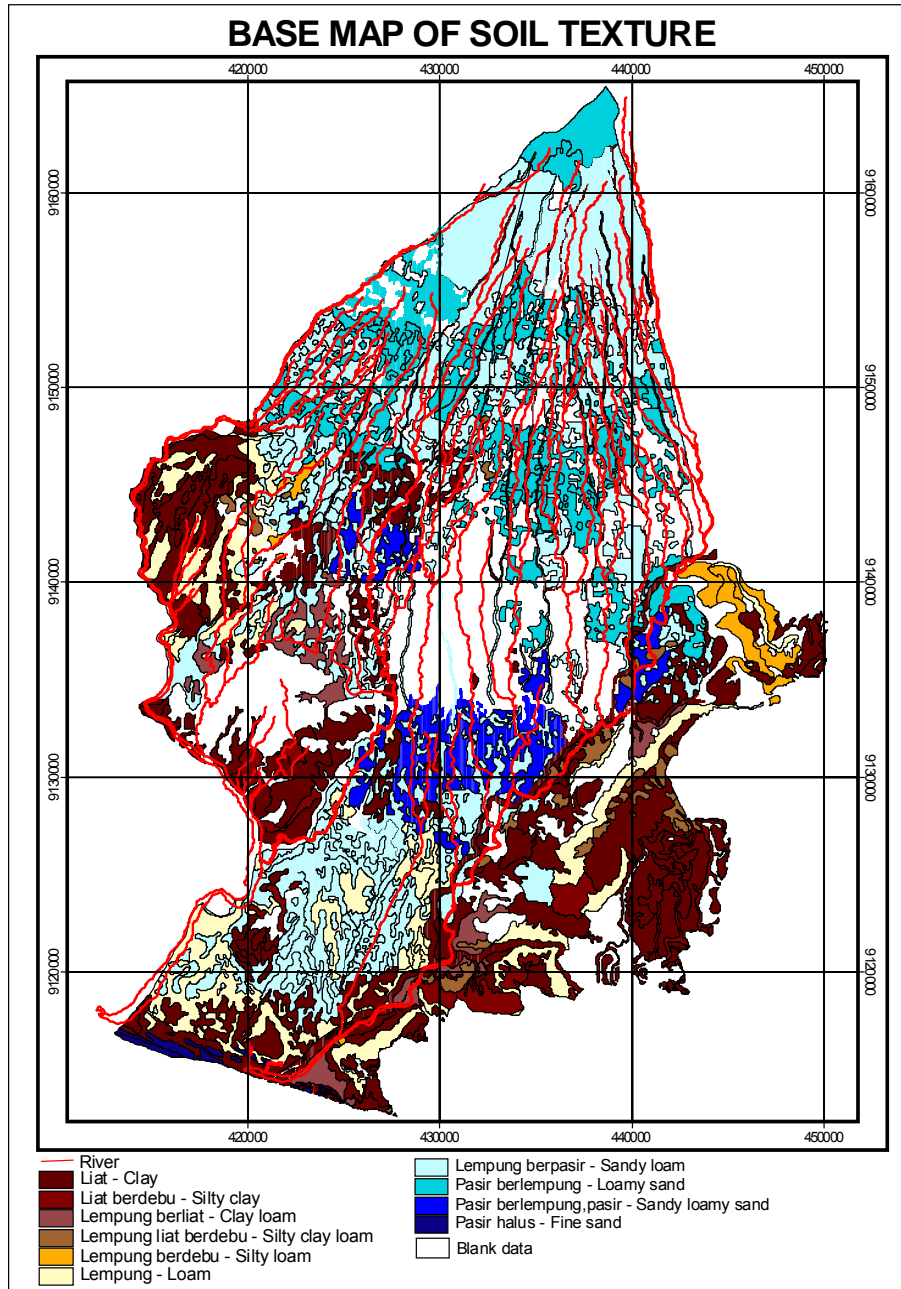 BASE MAP OF SOIL TEXTURE
420000 430000 440000 450000
9160000 9160000
9150000 9150000
9140000 9140000
9130000 9130000
9120000 9120000
420000 430000 440000 450000
River
Liat - Clay
Liat berdebu - Silty clay
Lempung berliat - Clay loam
Lempung liat berdebu - Silty clay loam
Lempung berdebu - Silty loam
Lempung - Loam
Lempung berpasir - Sandy loam
Pasir berlempung - Loamy sand
Pasir berlempung,pasir - Sandy loamy sand
Pasir halus - Fine sand
Blank data